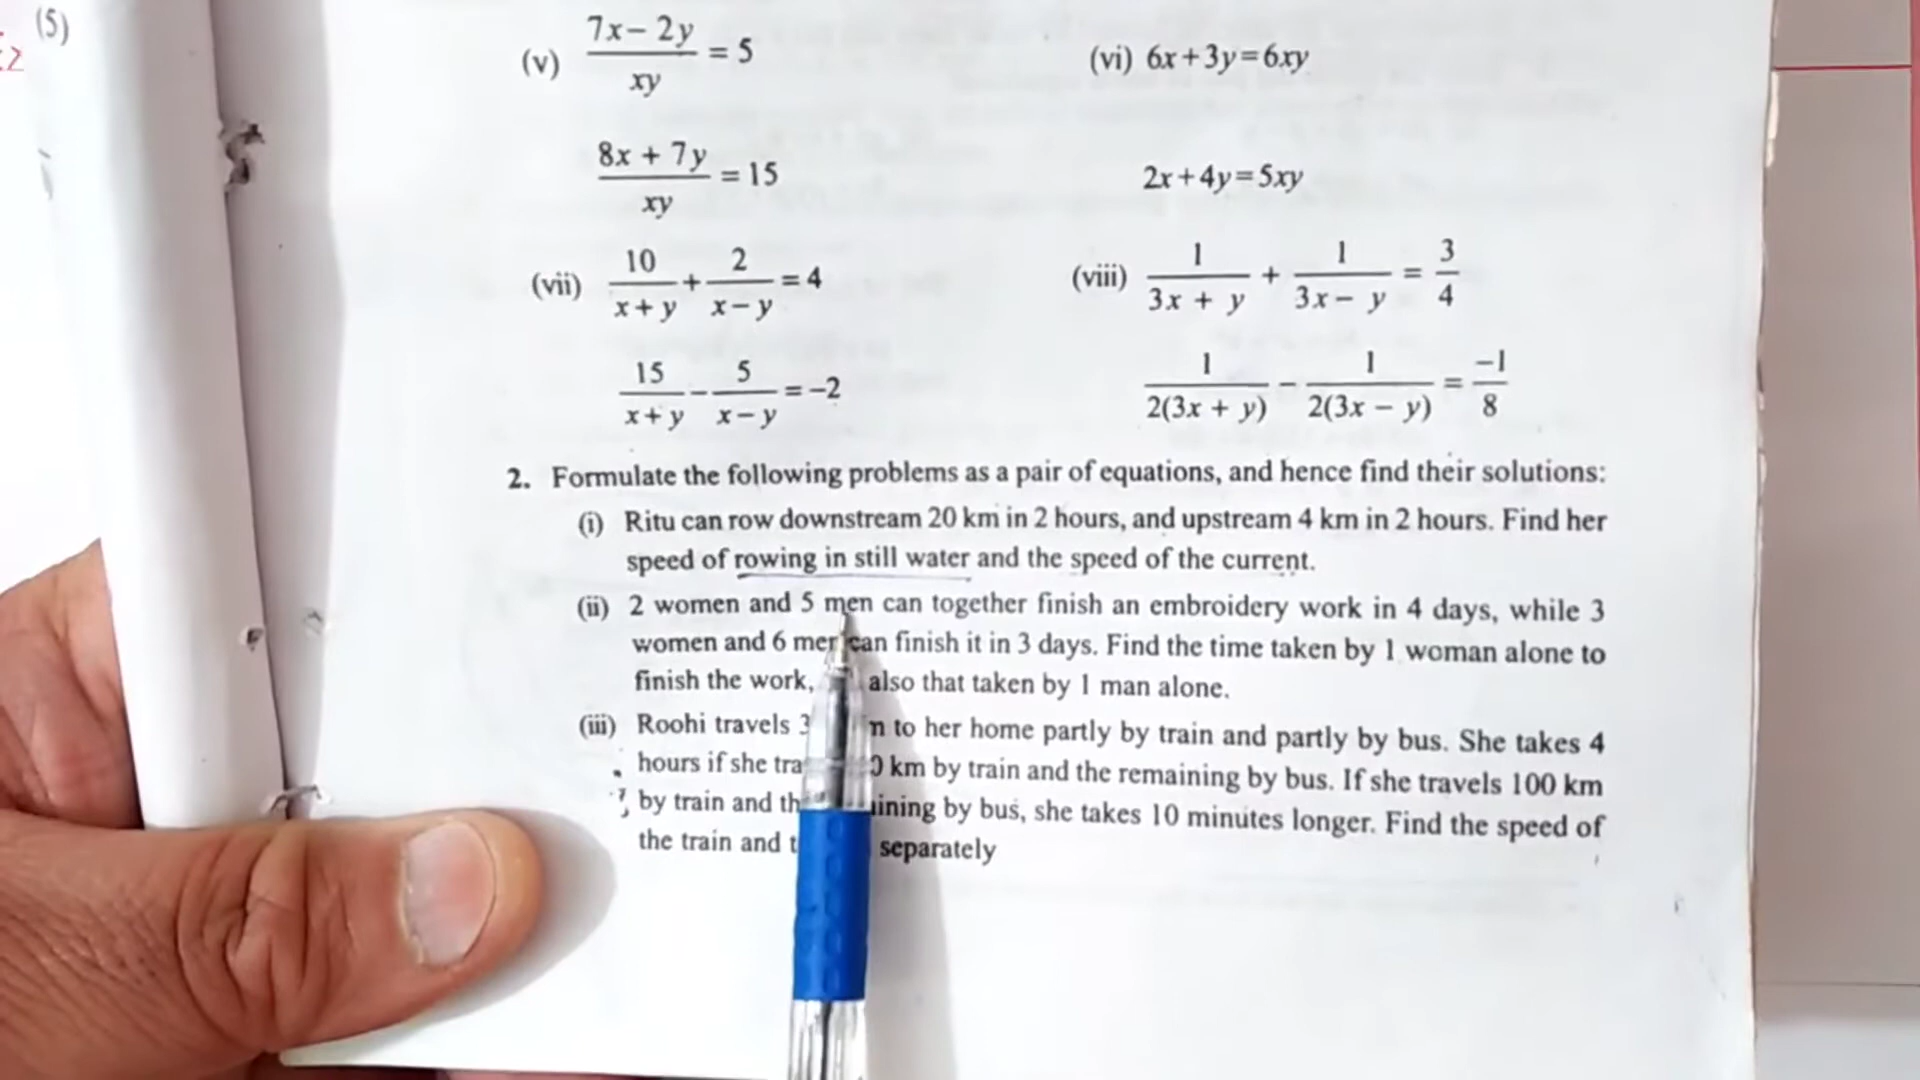 (5)
(v) 7x − 2y / xy = 5
(vi) 6x + 3y = 6xy
8x + 7y / xy = 15
2x + 4y = 5xy
(vii) 10 / x + y + 2 / x − y = 4
(viii) 1 / 3x + y + 1 / 3x − y = 3 / 4
15 / x + y − 5 / x − y = −2
1 / 2(3x + y) − 1 / 2(3x − y) = −1 / 8
2. Formulate the following problems as a pair of equations, and hence find their solutions:
(i) Ritu can row downstream 20 km in 2 hours, and upstream 4 km in 2 hours. Find her
speed of rowing in still water and the speed of the current.
(ii) 2 women and 5 men can together finish an embroidery work in 4 days, while 3
women and 6 men can finish it in 3 days. Find the time taken by 1 woman alone to
finish the work, also that taken by 1 man alone.
(iii) Roohi travels 3 to her home partly by train and partly by bus. She takes 4
hours if she km by train and the remaining by bus. If she travels 100 km
by train and by bus, she takes 10 minutes longer. Find the speed of
the train and separately